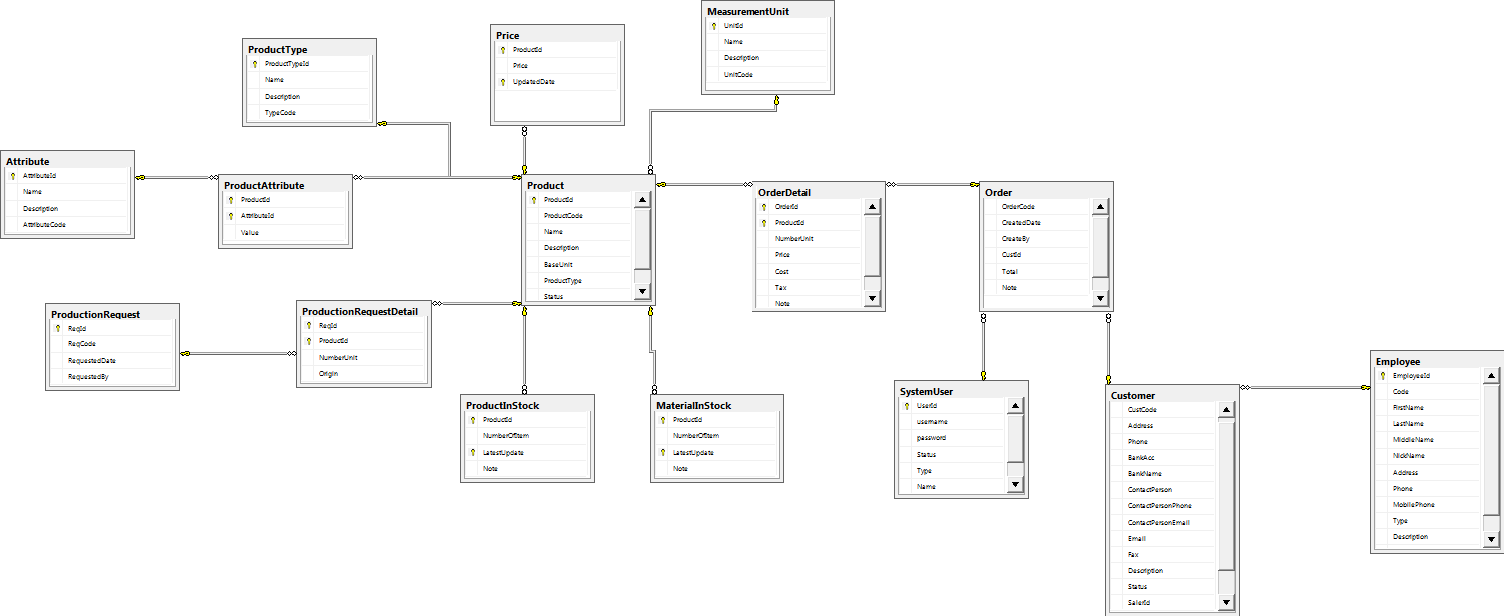 MeasurementUnit
UnitId
Name
Description
UnitCode
Price
ProductId
Price
UpdatedDate
ProductType
ProductTypeId
Name
Description
TypeCode
Attribute
AttributeId
Name
Description
AttributeCode
ProductAttribute
ProductId
AttributeId
Value
Product
ProductId
ProductCode
Name
Description
BaseUnit
ProductType
Status
OrderDetail
OrderId
ProductId
NumberUnit
Price
Cost
Tax
Note
Order
OrderCode
CreatedDate
CreateBy
CustId
Total
Note
ProductionRequest
ReqId
ReqCode
RequestedDate
RequestedBy
ProductionRequestDetail
ReqId
ProductId
NumberUnit
Origin
ProductInStock
ProductId
NumberOfItem
LatestUpdate
Note
MaterialInStock
ProductId
NumberOfItem
LatestUpdate
Note
SystemUser
UserId
username
password
Status
Type
Name
Customer
CustCode
Address
Phone
BankAcc
BankName
ContactPerson
ContactPersonPhone
ContactPersonEmail
Email
Fax
Description
Status
SalerId
Employee
EmployeeId
Code
FirstName
LastName
MiddleName
NickName
Address
Phone
MobilePhone
Type
Description